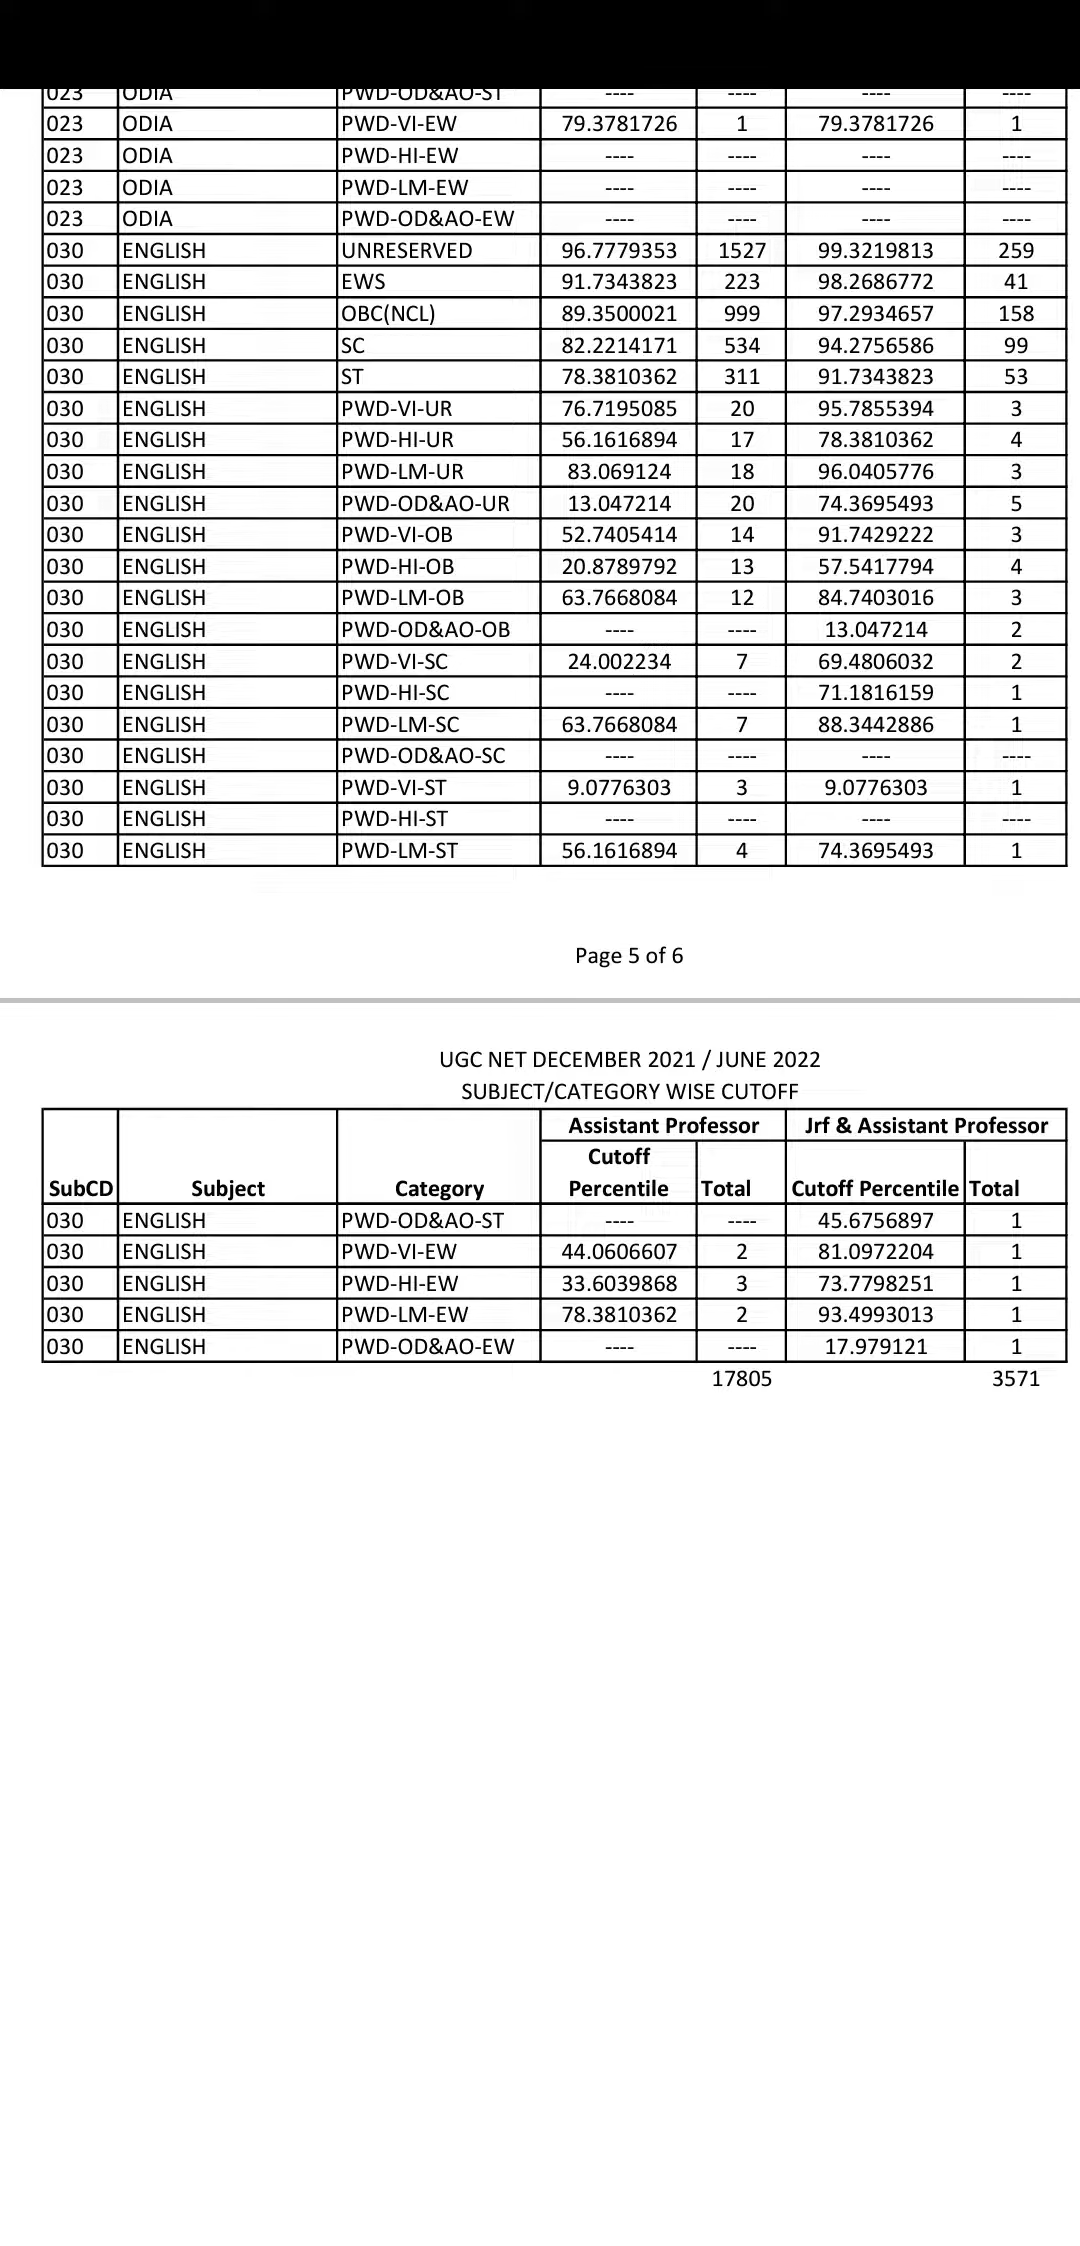 023 ODIA PWD-OD&AO-ST ---- ---- ---- ----
023 ODIA PWD-VI-EW 79.3781726 1 79.3781726 1
023 ODIA PWD-HI-EW ---- ---- ---- ----
023 ODIA PWD-LM-EW ---- ---- ---- ----
023 ODIA PWD-OD&AO-EW ---- ---- ---- ----
030 ENGLISH UNRESERVED 96.7779353 1527 99.3219813 259
030 ENGLISH EWS 91.7343823 223 98.2686772 41
030 ENGLISH OBC(NCL) 89.3500021 999 97.2934657 158
030 ENGLISH SC 82.2214171 534 94.2756586 99
030 ENGLISH ST 78.3810362 311 91.7343823 53
030 ENGLISH PWD-VI-UR 76.7195085 20 95.7855394 3
030 ENGLISH PWD-HI-UR 56.1616894 17 78.3810362 4
030 ENGLISH PWD-LM-UR 83.069124 18 96.0405776 3
030 ENGLISH PWD-OD&AO-UR 13.047214 20 74.3695493 5
030 ENGLISH PWD-VI-OB 52.7405414 14 91.7429222 3
030 ENGLISH PWD-HI-OB 20.8789792 13 57.5417794 4
030 ENGLISH PWD-LM-OB 63.7668084 12 84.7403016 3
030 ENGLISH PWD-OD&AO-OB ---- ---- 13.047214 2
030 ENGLISH PWD-VI-SC 24.002234 7 69.4806032 2
030 ENGLISH PWD-HI-SC ---- ---- 71.1816159 1
030 ENGLISH PWD-LM-SC 63.7668084 7 88.3442886 1
030 ENGLISH PWD-OD&AO-SC ---- ---- ---- ----
030 ENGLISH PWD-VI-ST 9.0776303 3 9.0776303 1
030 ENGLISH PWD-HI-ST ---- ---- ---- ----
030 ENGLISH PWD-LM-ST 56.1616894 4 74.3695493 1
Page 5 of 6
UGC NET DECEMBER 2021 / JUNE 2022
SUBJECT/CATEGORY WISE CUTOFF
Assistant Professor Jrf & Assistant Professor
Cutoff
SubCD Subject Category Percentile Total Cutoff Percentile Total
030 ENGLISH PWD-OD&AO-ST ---- ---- 45.6756897 1
030 ENGLISH PWD-VI-EW 44.0606607 2 81.0972204 1
030 ENGLISH PWD-HI-EW 33.6039868 3 73.7798251 1
030 ENGLISH PWD-LM-EW 78.3810362 2 93.4993013 1
030 ENGLISH PWD-OD&AO-EW ---- ---- 17.979121 1
17805 3571